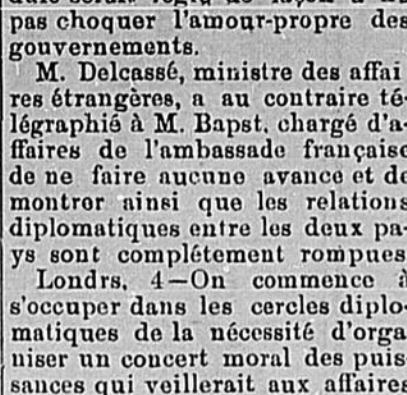 pas choquer l'amour-propre des
gouvernements.
M. Delcassé, ministre des affai
res étrangères, a au contraire té-
légraphié à M. Bapst, chargé d'a-
ffaires de l'ambassade française
de ne faire aucune avance et de
montror ainsi que les relations
diplomatiques entre les deux pa-
ys sont complétement rompues
Londrs, 4—On commence à
s'occuper dans les cercles diplo-
matiques de la nécessité d'orga
niser un concert moral des puis-
sances qui veillerait aux affaires